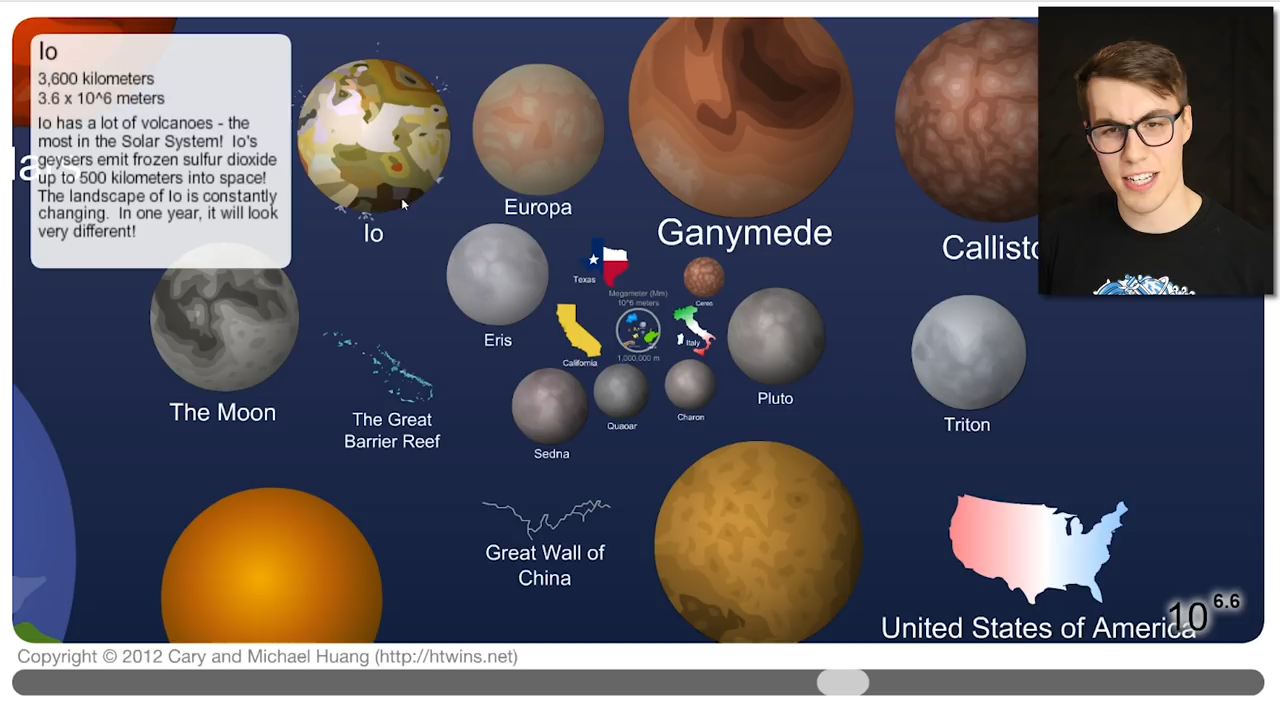 Io
3,600 kilometers
3.6 x 10^6 meters
Io has a lot of volcanoes - the
most in the Solar System! Io's
geysers emit frozen sulfur dioxide
up to 500 kilometers into space!
The landscape of Io is constantly
changing. In one year, it will look
very different!
Io
Europa
Ganymede
Callisto
Eris
Texas
Megameter (Mm)
10^6 meters
Ceres
Italy
California
1,000,000 m
Pluto
The Moon
The Great
Barrier Reef
Sedna
Quaoar
Charon
Triton
Great Wall of
China
United States of America
10 6.6
Copyright © 2012 Cary and Michael Huang (http://htwins.net)